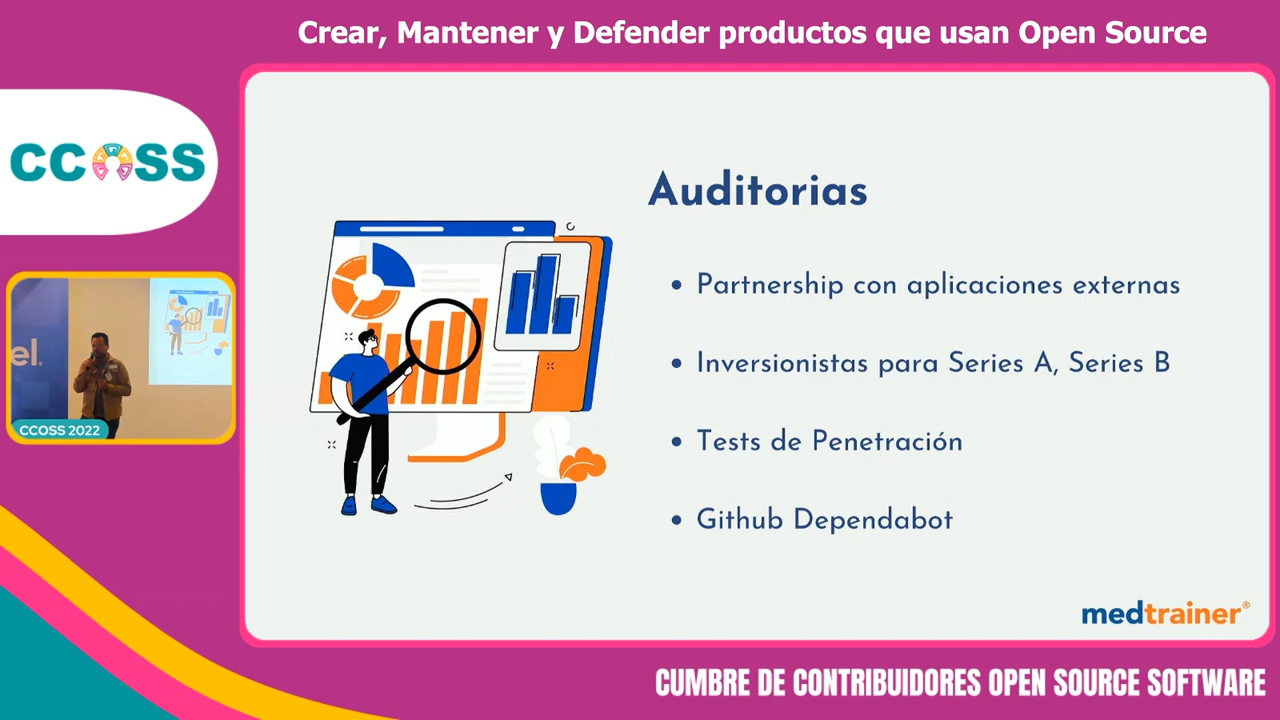 Crear, Mantener y Defender productos que usan Open Source
CCOSS
Auditorias
• Partnership con aplicaciones externas
• Inversionistas para Series A, Series B
• Tests de Penetración
• Github Dependabot
el.
CCOSS 2022
medtrainer®
CUMBRE DE CONTRIBUIDORES OPEN SOURCE SOFTWARE